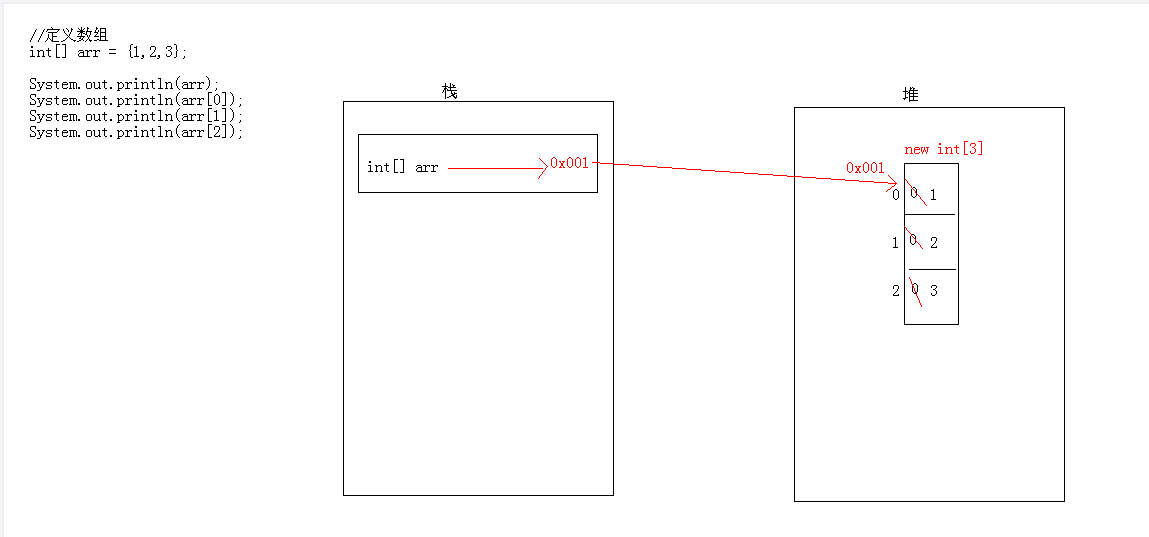 //定义数组
int[] arr = {1,2,3};
System.out.println(arr);
System.out.println(arr[0]);
System.out.println(arr[1]);
System.out.println(arr[2]);
栈
int[] arr
0x001
堆
new int[3]
0x001
0 0 1
1 0 2
2 0 3